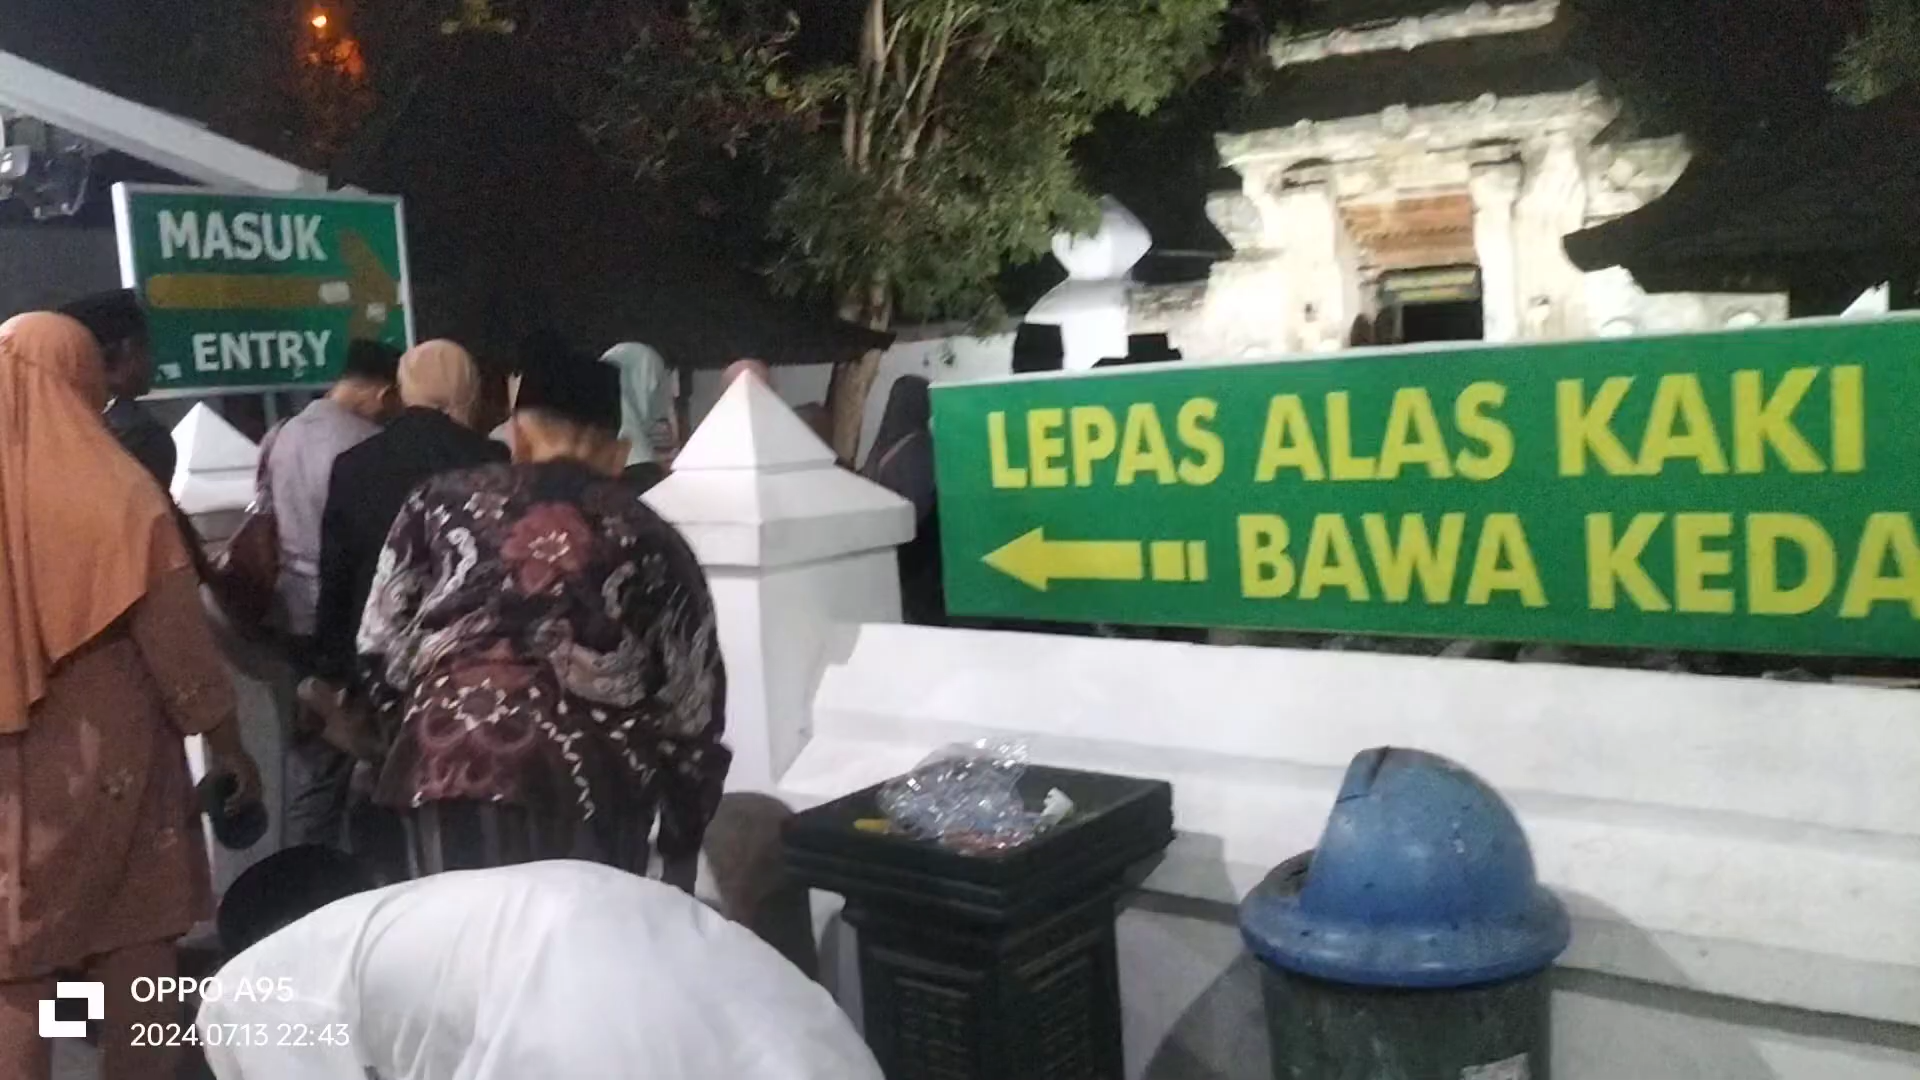 MASUK
ENTRY
LEPAS ALAS KAKI
BAWA KEDA
OPPO A95
2024.07.13 22:43